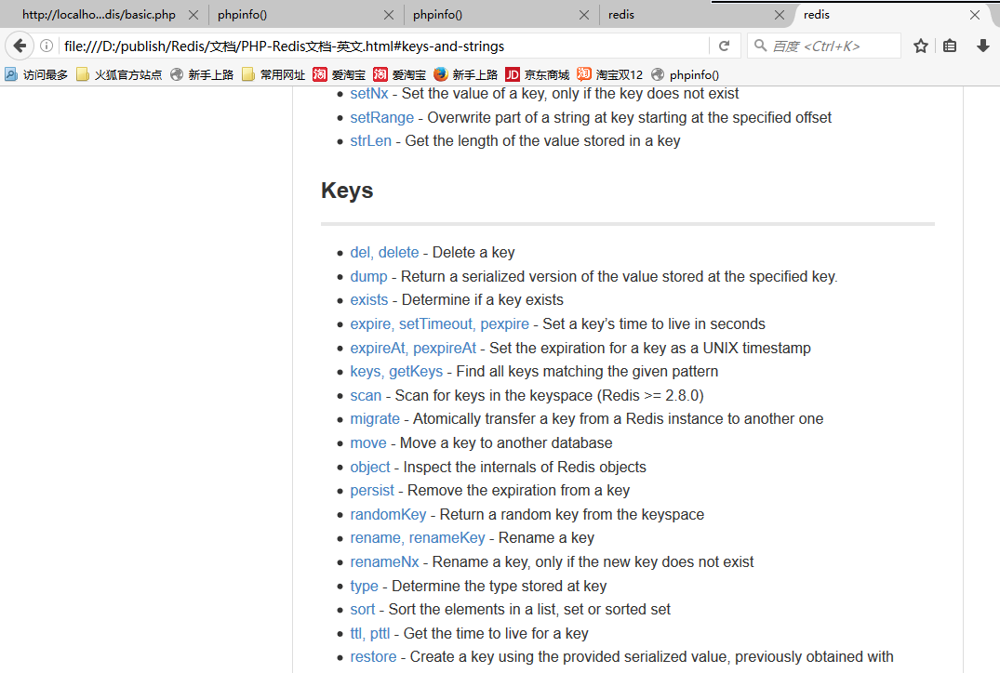 http://localho...dis/basic.php
phpinfo()
phpinfo()
redis
redis
file:///D:/publish/Redis/文档/PHP-Redis文档-英文.html#keys-and-strings
百度 <Ctrl+K>
访问最多
火狐官方站点
新手上路
常用网址
淘 爱淘宝
淘 爱淘宝
新手上路
JD 京东商城
淘 淘宝双12
phpinfo()
setNx - Set the value of a key, only if the key does not exist
setRange - Overwrite part of a string at key starting at the specified offset
strLen - Get the length of the value stored in a key
Keys
del, delete - Delete a key
dump - Return a serialized version of the value stored at the specified key.
exists - Determine if a key exists
expire, setTimeout, pexpire - Set a key’s time to live in seconds
expireAt, pexpireAt - Set the expiration for a key as a UNIX timestamp
keys, getKeys - Find all keys matching the given pattern
scan - Scan for keys in the keyspace (Redis >= 2.8.0)
migrate - Atomically transfer a key from a Redis instance to another one
move - Move a key to another database
object - Inspect the internals of Redis objects
persist - Remove the expiration from a key
randomKey - Return a random key from the keyspace
rename, renameKey - Rename a key
renameNx - Rename a key, only if the new key does not exist
type - Determine the type stored at key
sort - Sort the elements in a list, set or sorted set
ttl, pttl - Get the time to live for a key
restore - Create a key using the provided serialized value, previously obtained with